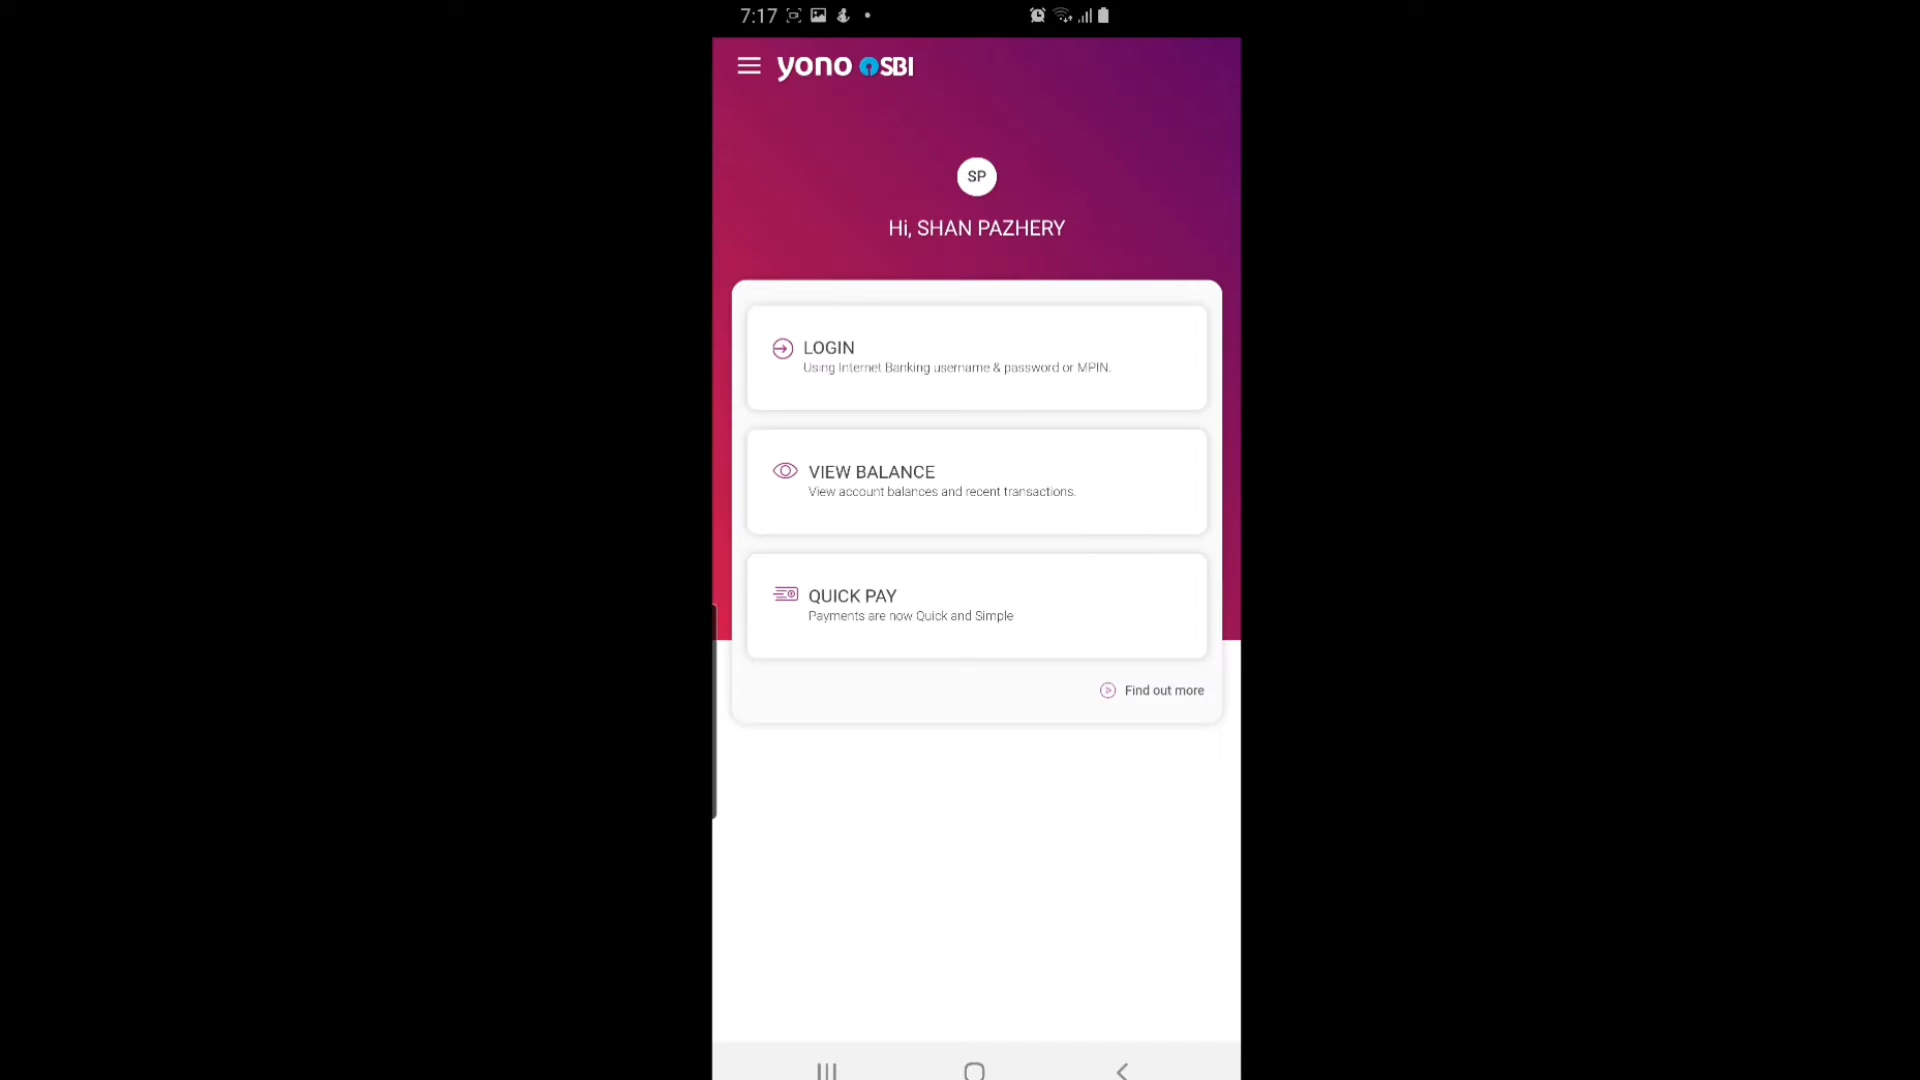 7:17
yono SBI
SP
Hi, SHAN PAZHERY
LOGIN
Using Internet Banking username & password or MPIN.
VIEW BALANCE
View account balances and recent transactions.
QUICK PAY
Payments are now Quick and Simple
Find out more